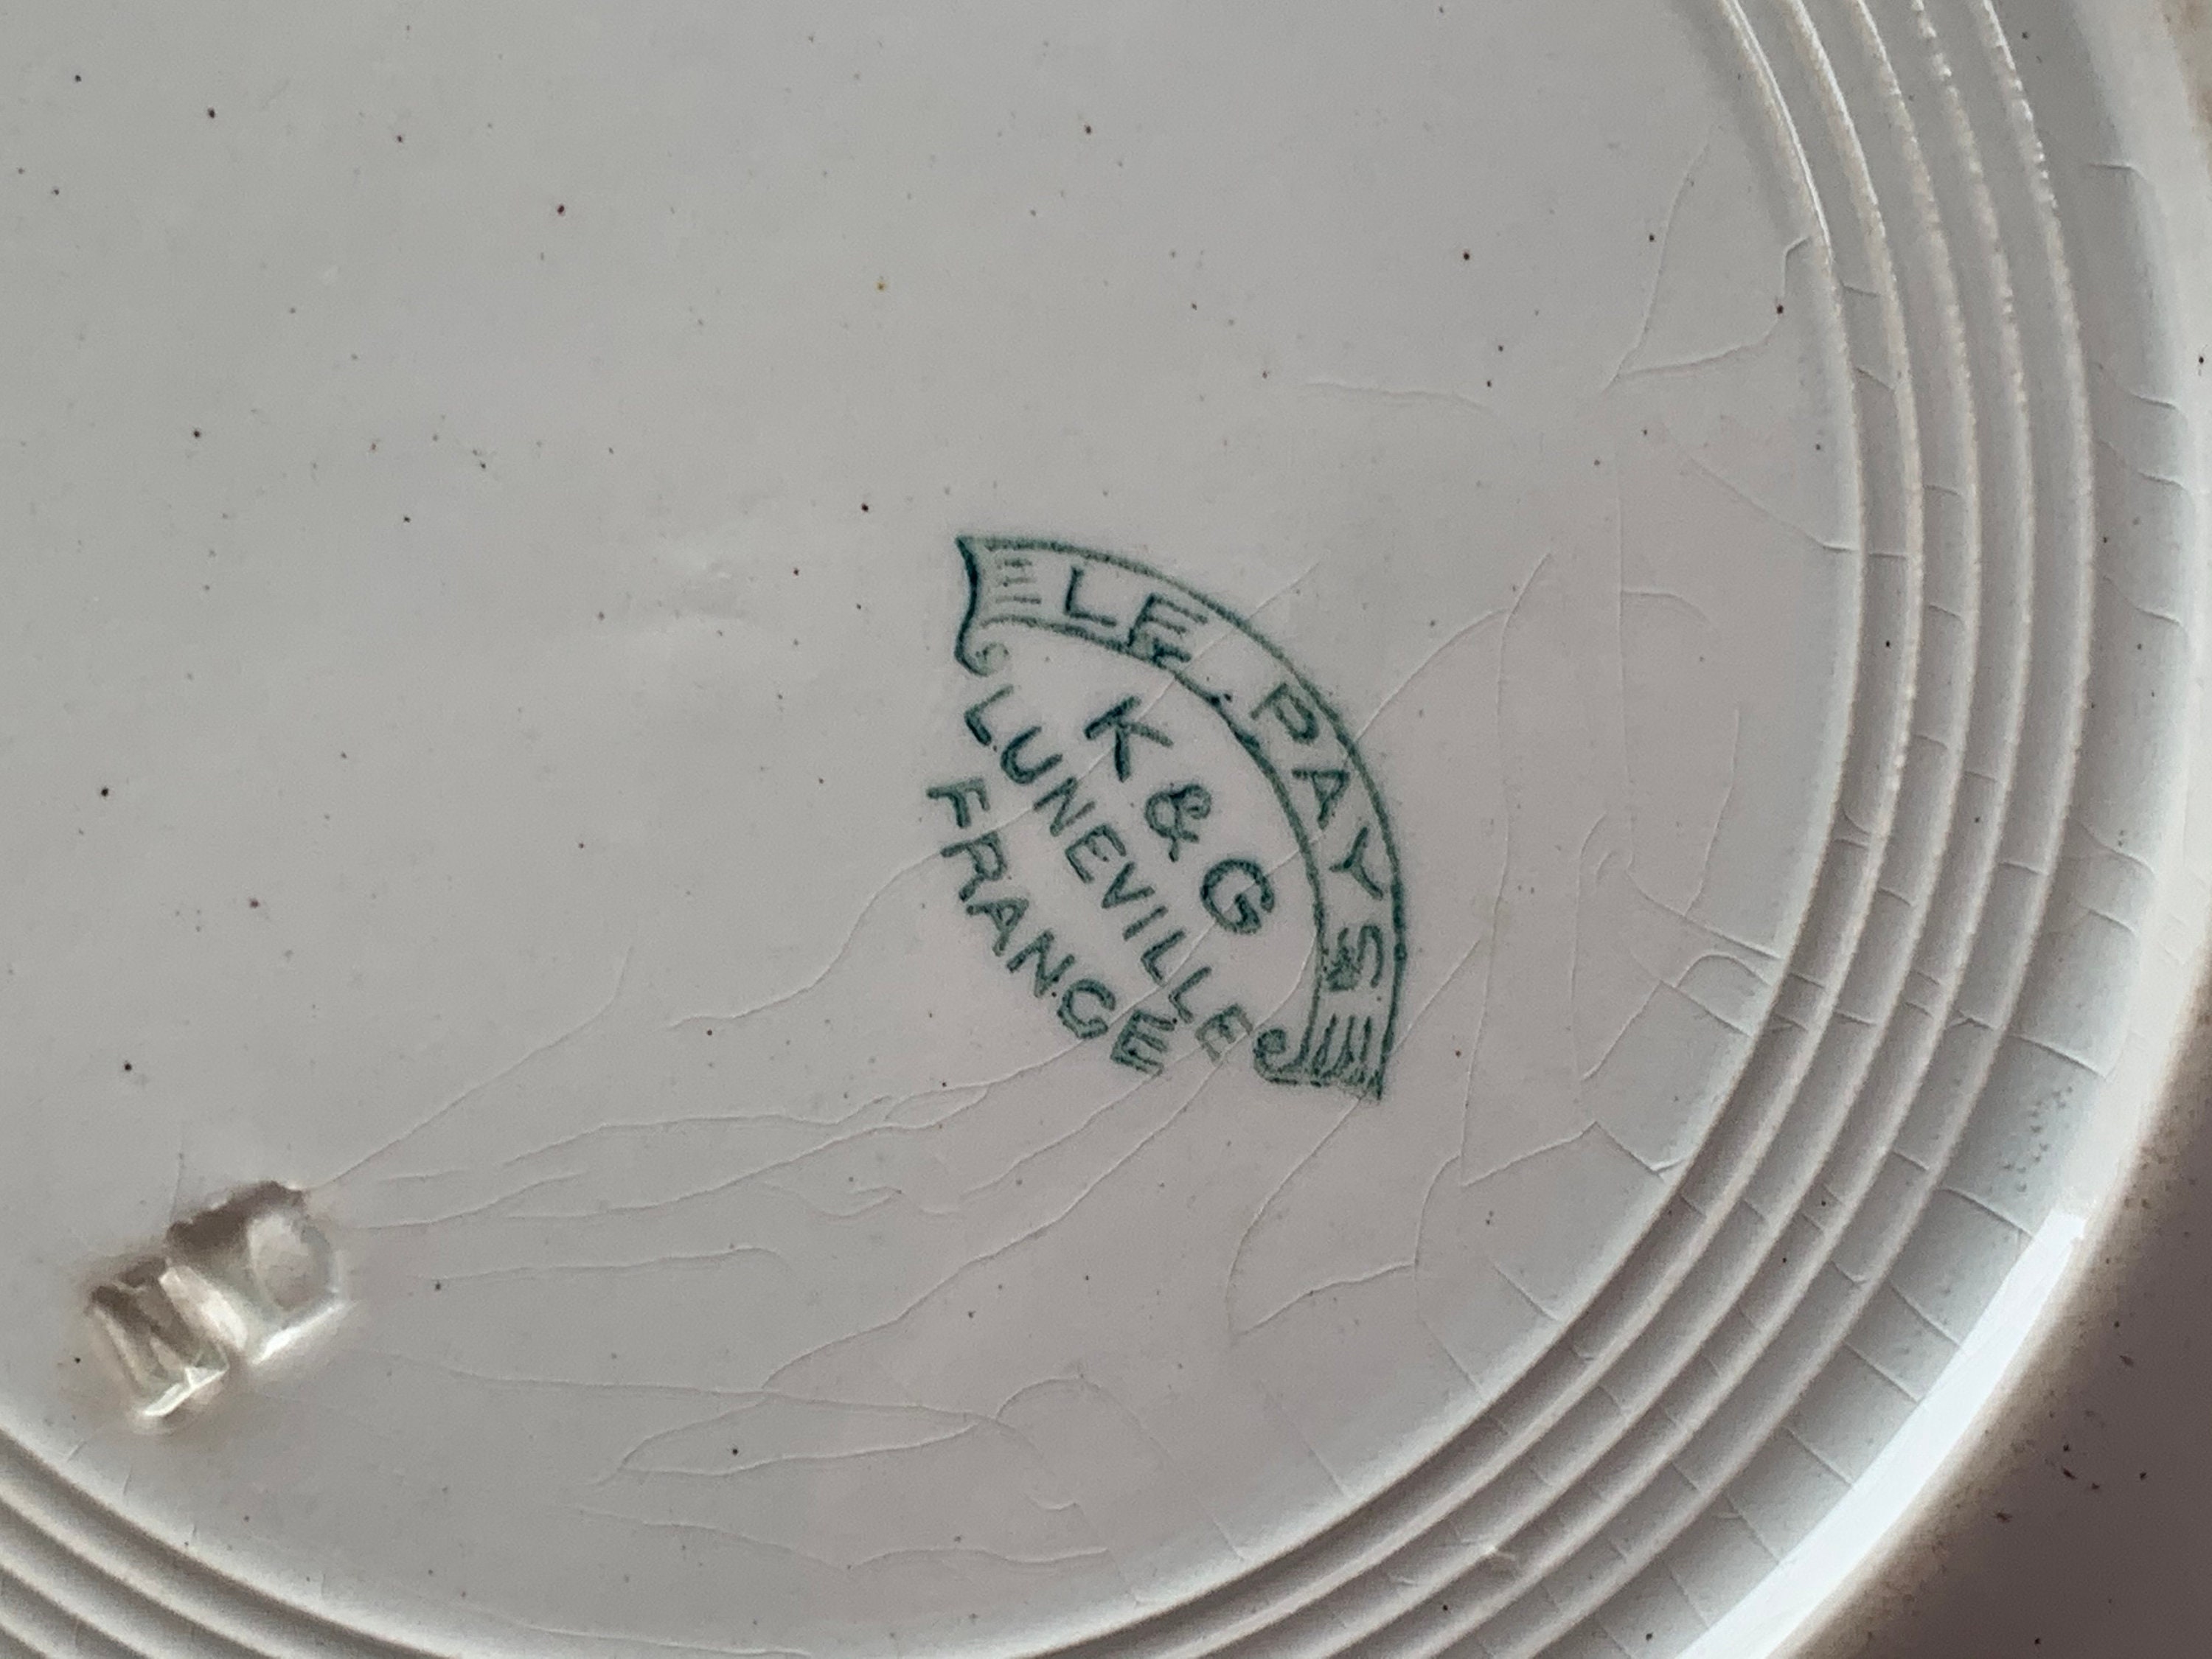 LE PAYS
K & G
LUNEVILLE
FRANCE